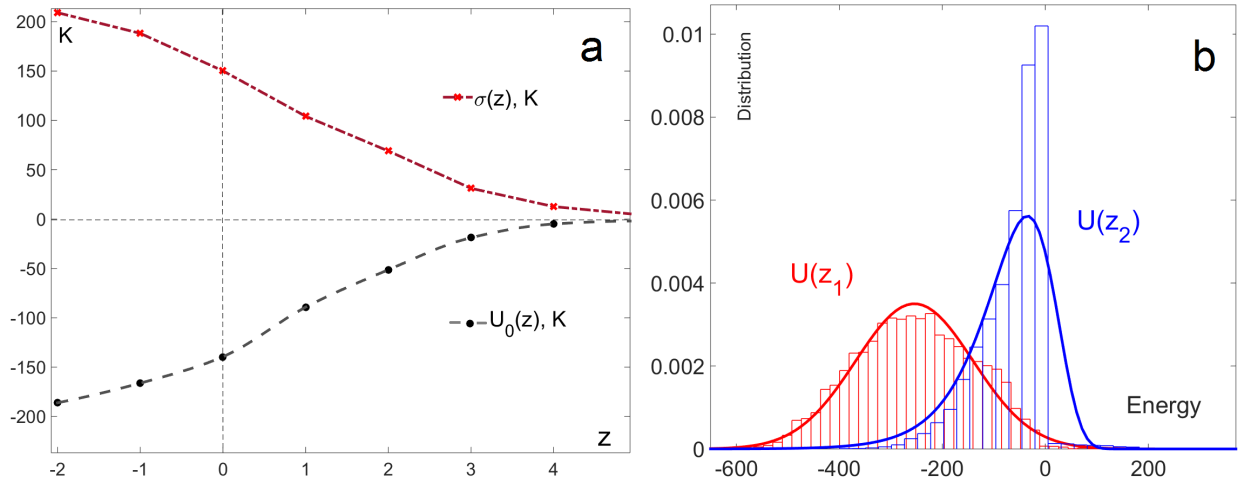 200
150
100
50
0
-50
-100
-150
-200
K
a
σ(z), K
U0(z), K
z
-2
-1
0
1
2
3
4
0.01
0.008
0.006
0.004
0.002
0
Distribution
b
U(z2)
U(z1)
Energy
-600
-400
-200
0
200